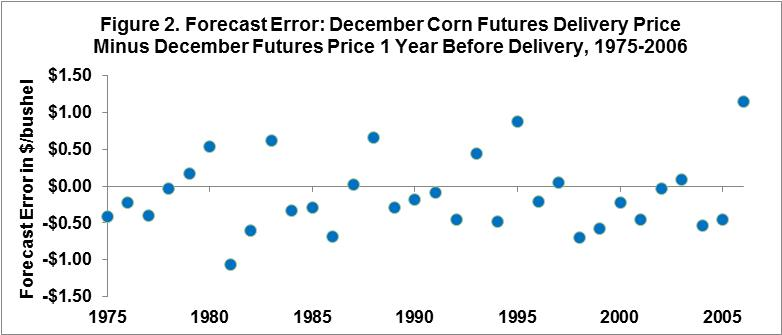 Figure 2. Forecast Error: December Corn Futures Delivery Price
Minus December Futures Price 1 Year Before Delivery, 1975-2006
Forecast Error in $/bushel
$1.50
$1.00
$0.50
$0.00
-$0.50
-$1.00
-$1.50
1975 1980 1985 1990 1995 2000 2005